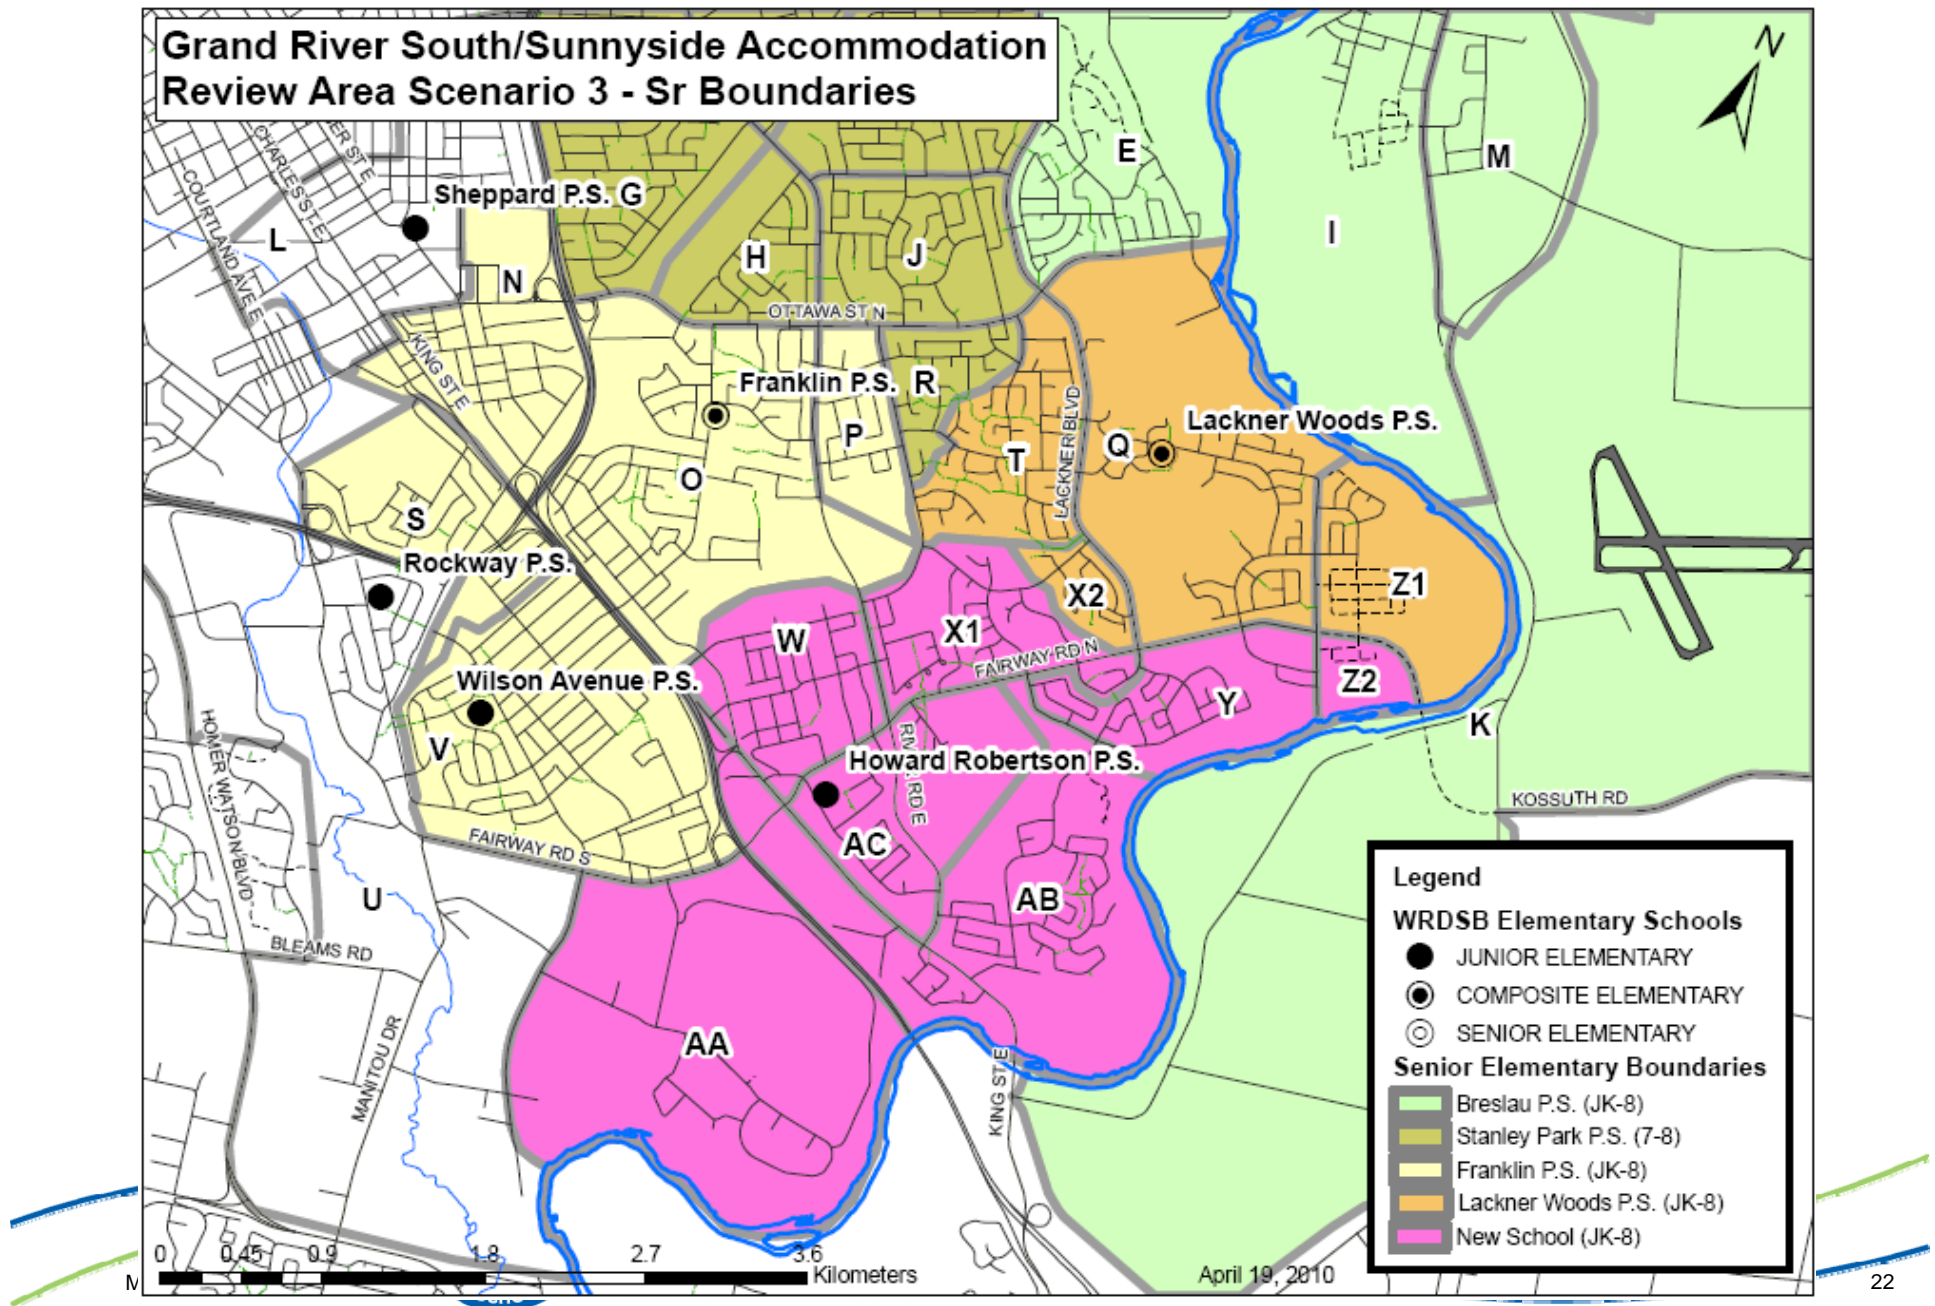 Grand River South/Sunnyside Accommodation
Review Area Scenario 3 - Sr Boundaries
N
E
M
CHARLES ST E
ER ST E
COURTLAND AVE E
Sheppard P.S.
G
L
I
H
J
N
OTTAWA ST N
KING ST E
Franklin P.S.
R
LACKNER BLVD
Lackner Woods P.S.
P
Q
T
O
S
Rockway P.S.
Z1
X2
W
X1
FAIRWAY RD N
Wilson Avenue P.S.
Z2
Y
K
V
HOMER WATSON BLVD
RD E
Howard Robertson P.S.
KOSSUTH RD
FAIRWAY RD S
AC
U
AB
BLEAMS RD
MANITOU DR
AA
KING ST E
Legend
WRDSB Elementary Schools
JUNIOR ELEMENTARY
COMPOSITE ELEMENTARY
SENIOR ELEMENTARY
Senior Elementary Boundaries
Breslau P.S. (JK-8)
Stanley Park P.S. (7-8)
Franklin P.S. (JK-8)
Lackner Woods P.S. (JK-8)
New School (JK-8)
0 0.45 0.9 1.8 2.7 3.6
Kilometers
April 19, 2010
M
22